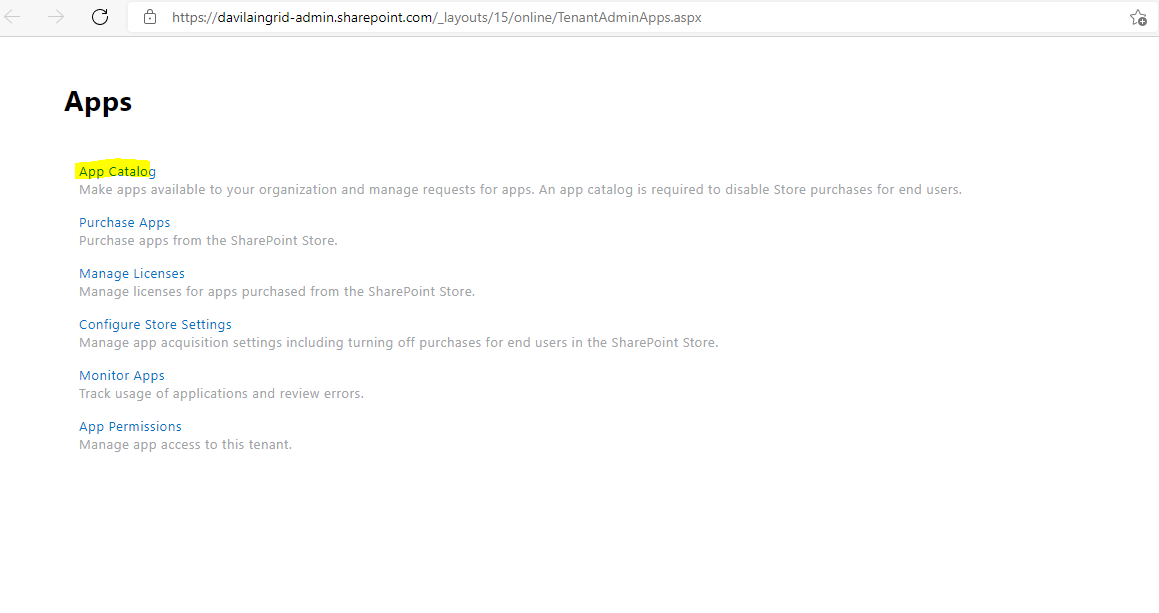 https://davilaingrid-admin.sharepoint.com/_layouts/15/online/TenantAdminApps.aspx
Apps
App Catalog
Make apps available to your organization and manage requests for apps. An app catalog is required to disable Store purchases for end users.
Purchase Apps
Purchase apps from the SharePoint Store.
Manage Licenses
Manage licenses for apps purchased from the SharePoint Store.
Configure Store Settings
Manage app acquisition settings including turning off purchases for end users in the SharePoint Store.
Monitor Apps
Track usage of applications and review errors.
App Permissions
Manage app access to this tenant.